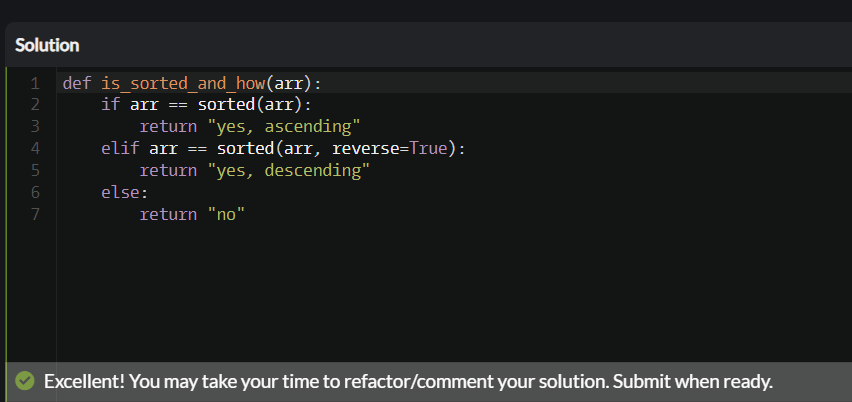 Solution
1 def is_sorted_and_how(arr):
2     if arr == sorted(arr):
3         return "yes, ascending"
4     elif arr == sorted(arr, reverse=True):
5         return "yes, descending"
6     else:
7         return "no"
Excellent! You may take your time to refactor/comment your solution. Submit when ready.